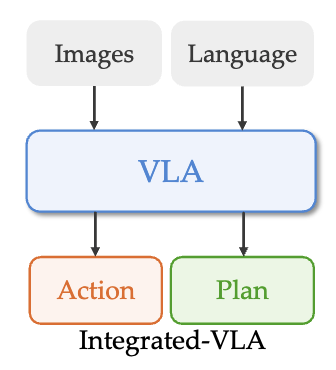 Images
Language
VLA
Action
Plan
Integrated-VLA